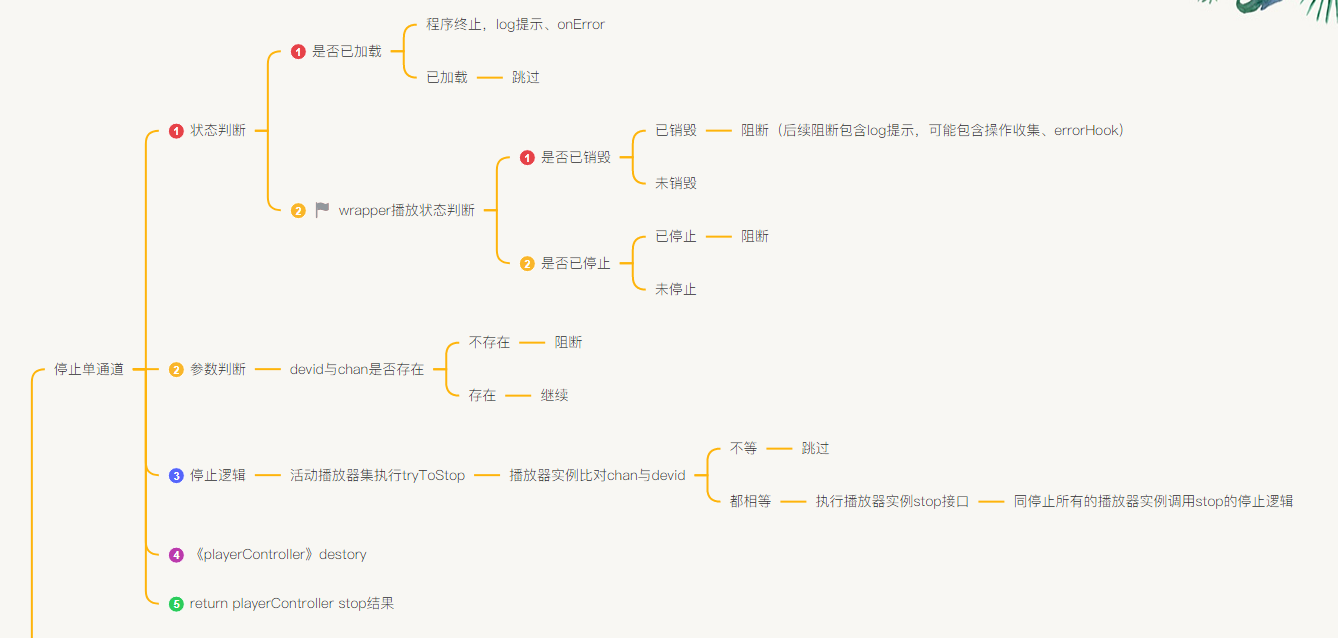 程序终止，log提示、onError
1 是否已加载
已加载 跳过
1 状态判断
已销毁 阻断（后续阻断包含log提示，可能包含操作收集、errorHook）
1 是否已销毁
未销毁
2 wrapper播放状态判断
已停止 阻断
2 是否已停止
未停止
不存在 阻断
停止单通道 2 参数判断 devid与chan是否存在
存在 继续
不等 跳过
3 停止逻辑 活动播放器集执行tryToStop 播放器实例比对chan与devid
都相等 执行播放器实例stop接口 同停止所有的播放器实例调用stop的停止逻辑
4 《playerController》destory
5 return playerController stop结果